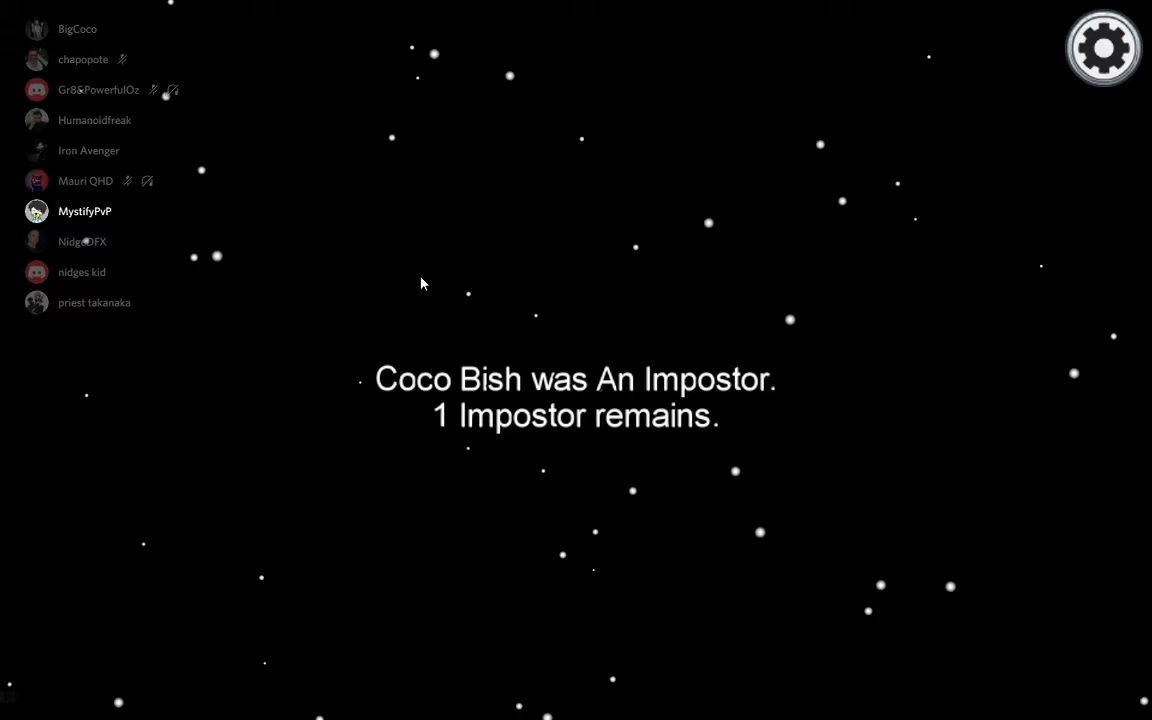 BigCoco
chapopote
Gr8&PowerfulOz
Humanoidfreak
Iron Avenger
Mauri QHD
MystifyPvP
NidgeDFX
nidges kid
priest takanaka
Coco Bish was An Impostor.
1 Impostor remains.